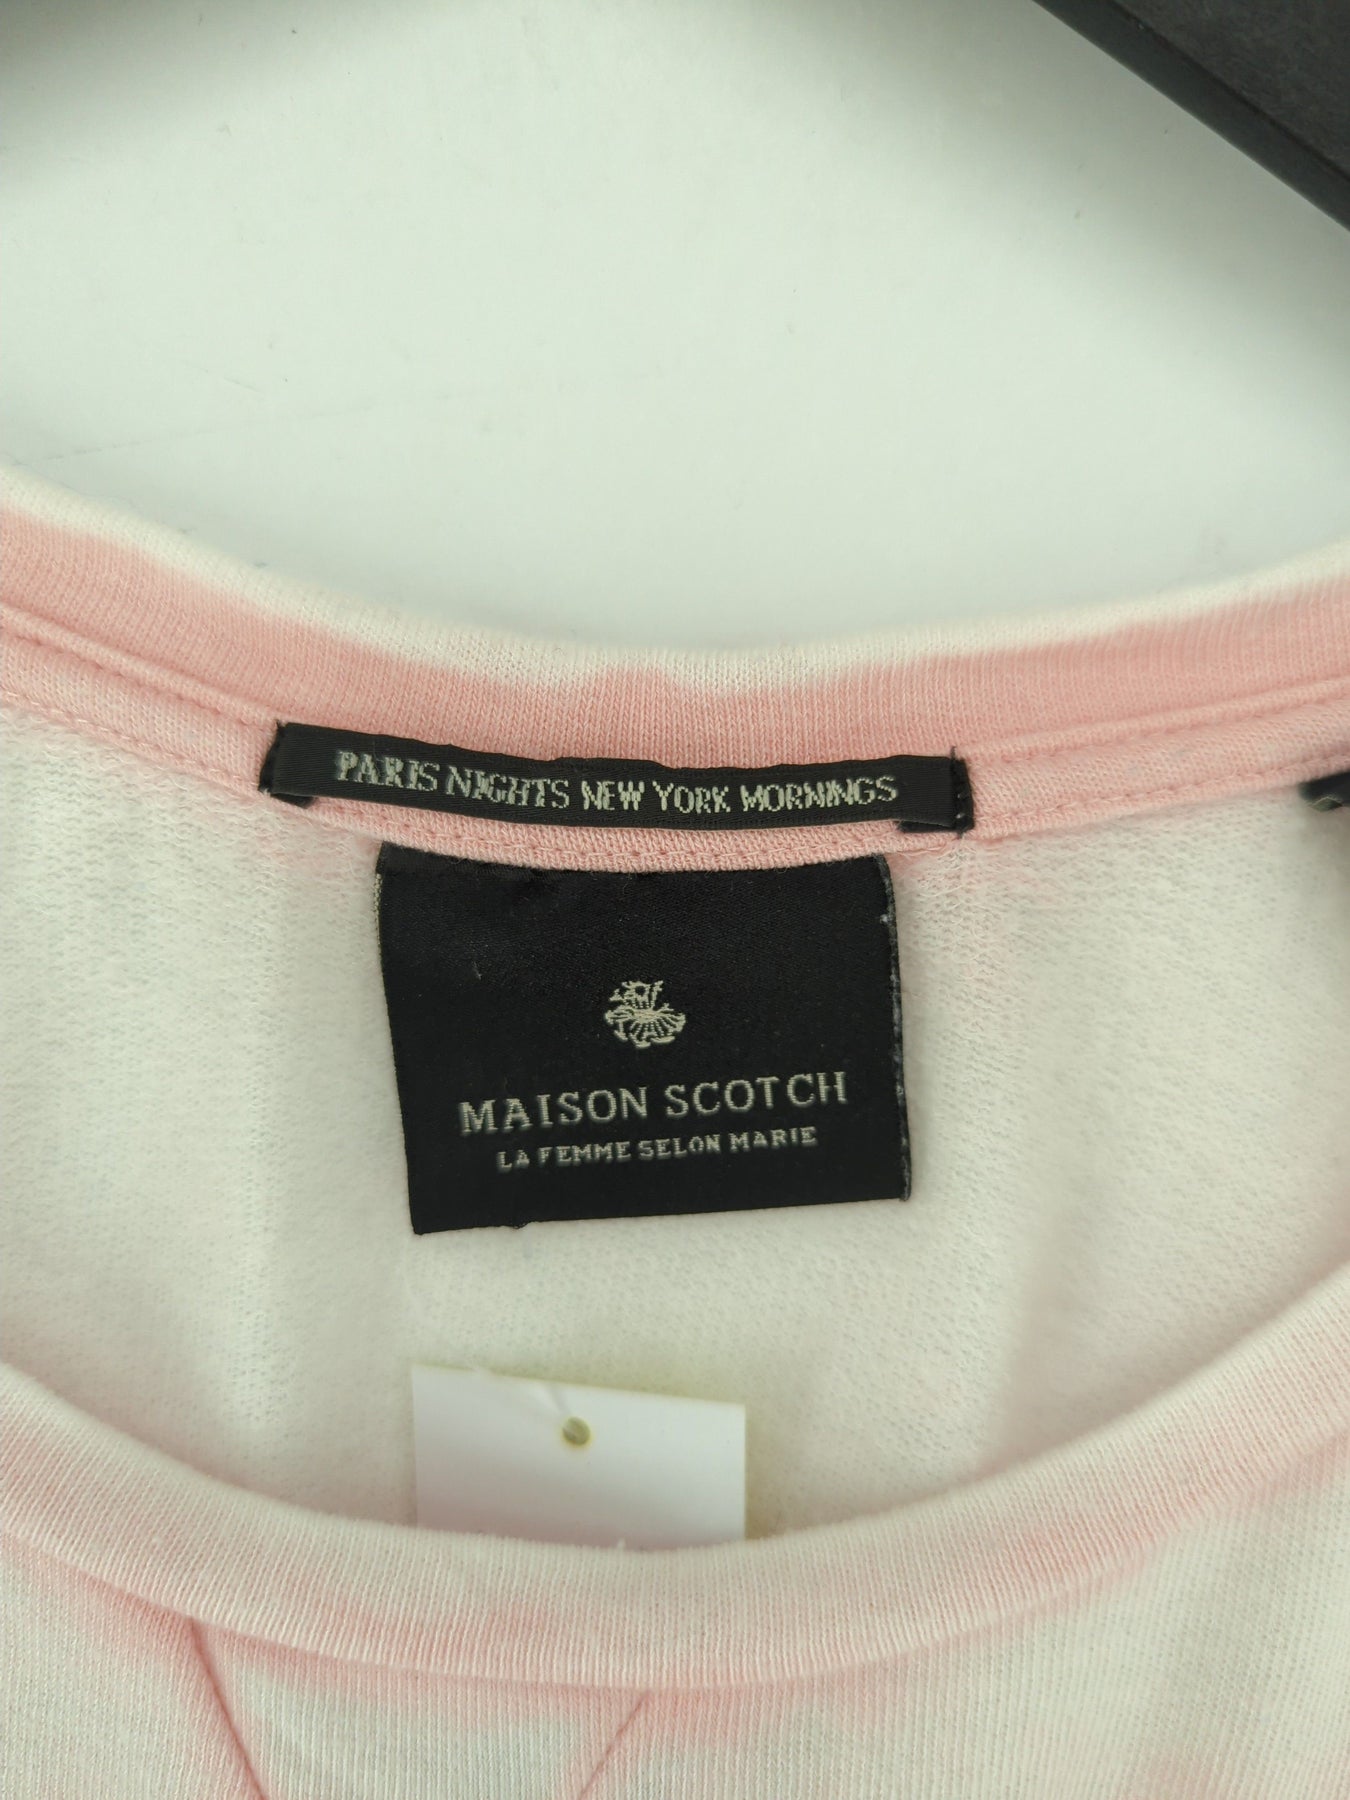 PARIS NIGHTS NEW YORK MORNINGS
MAISON SCOTCH
LA FEMME SELON MARIE